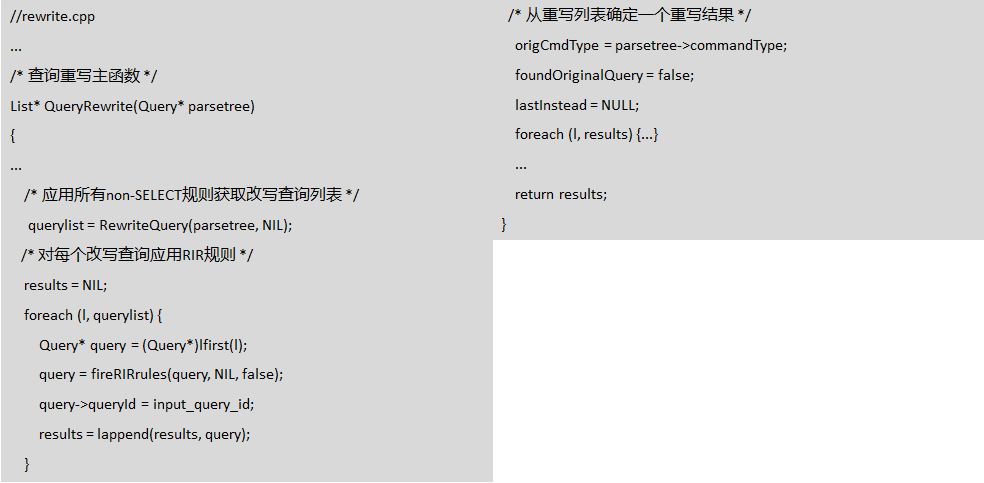 //rewrite.cpp
...
/* 查询重写主函数 */
List* QueryRewrite(Query* parsetree)
{
...
/* 应用所有non-SELECT规则获取改写查询列表 */
querylist = RewriteQuery(parsetree, NIL);
/* 对每个改写查询应用RIR规则 */
results = NIL;
foreach (l, querylist) {
Query* query = (Query*)lfirst(l);
query = fireRIRrules(query, NIL, false);
query->queryId = input_query_id;
results = lappend(results, query);
}
/* 从重写列表确定一个重写结果 */
origCmdType = parsetree->commandType;
foundOriginalQuery = false;
lastInstead = NULL;
foreach (l, results) {...}
...
return results;
}